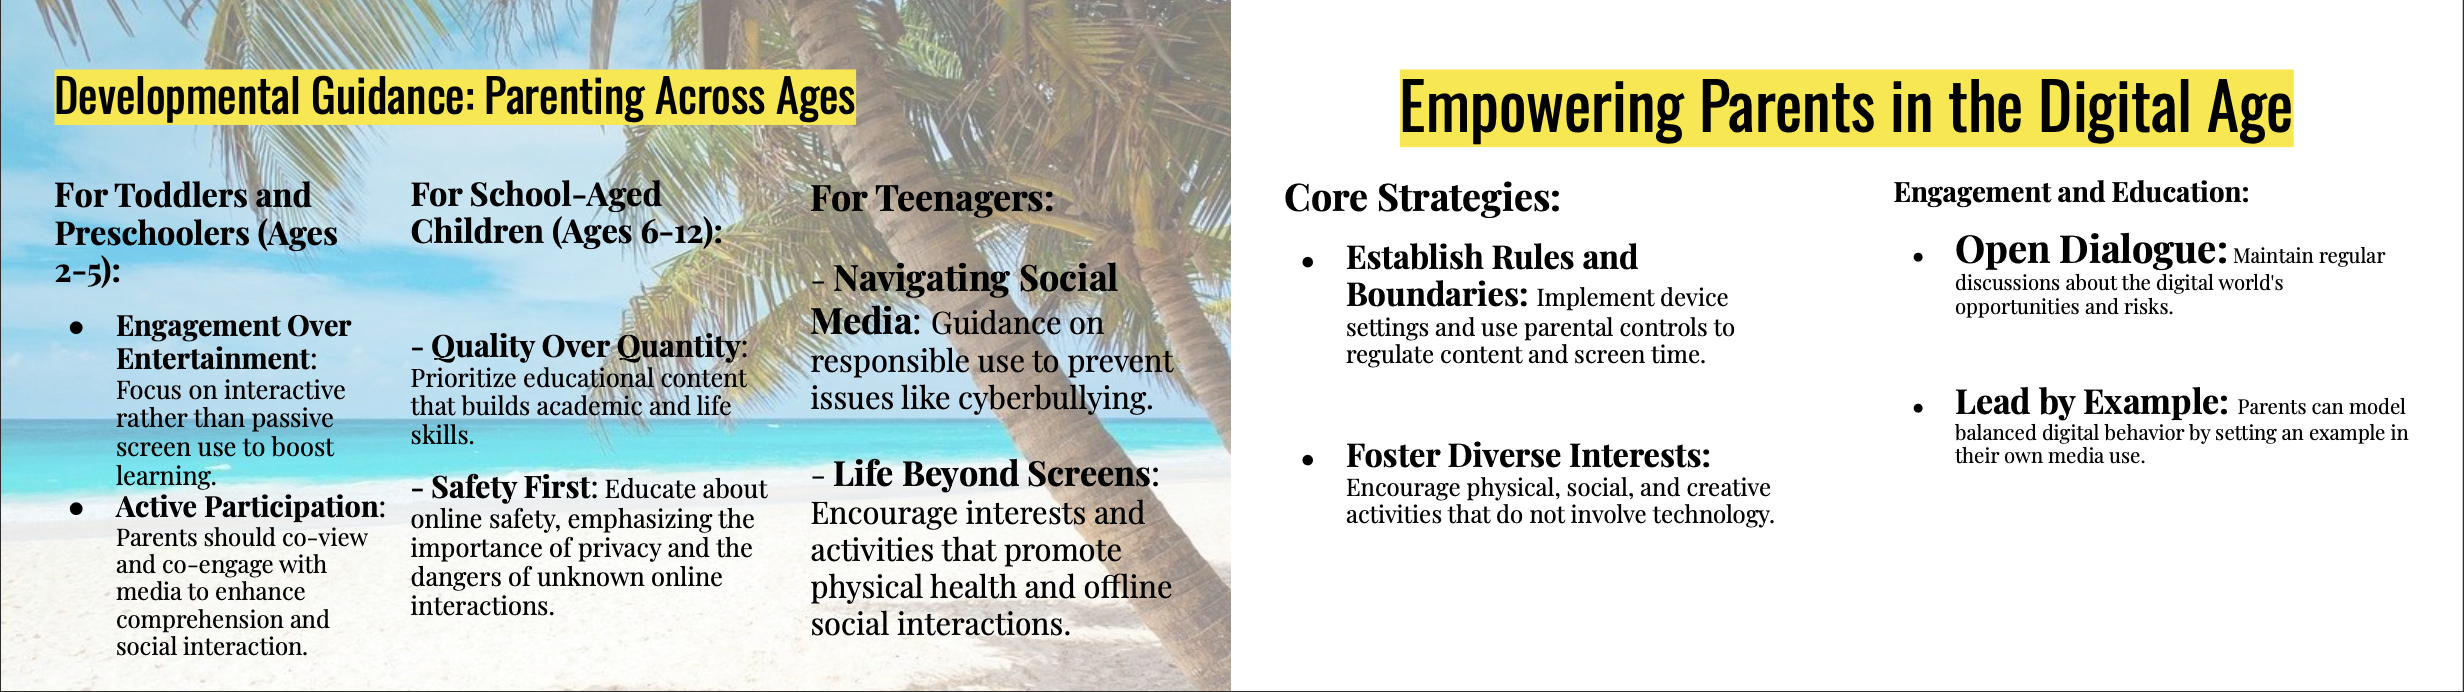 Developmental Guidance: Parenting Across Ages
For Toddlers and
Preschoolers (Ages
2-5):
● Engagement Over
Entertainment:
Focus on interactive
rather than passive
screen use to boost
learning.
● Active Participation:
Parents should co-view
and co-engage with
media to enhance
comprehension and
social interaction.
For School-Aged
Children (Ages 6-12):
- Quality Over Quantity:
Prioritize educational content
that builds academic and life
skills.
- Safety First: Educate about
online safety, emphasizing the
importance of privacy and the
dangers of unknown online
interactions.
For Teenagers:
- Navigating Social
Media: Guidance on
responsible use to prevent
issues like cyberbullying.
- Life Beyond Screens:
Encourage interests and
activities that promote
physical health and offline
social interactions.
Empowering Parents in the Digital Age
Core Strategies:
● Establish Rules and
Boundaries: Implement device
settings and use parental controls to
regulate content and screen time.
● Foster Diverse Interests:
Encourage physical, social, and creative
activities that do not involve technology.
Engagement and Education:
● Open Dialogue: Maintain regular
discussions about the digital world's
opportunities and risks.
● Lead by Example: Parents can model
balanced digital behavior by setting an example in
their own media use.